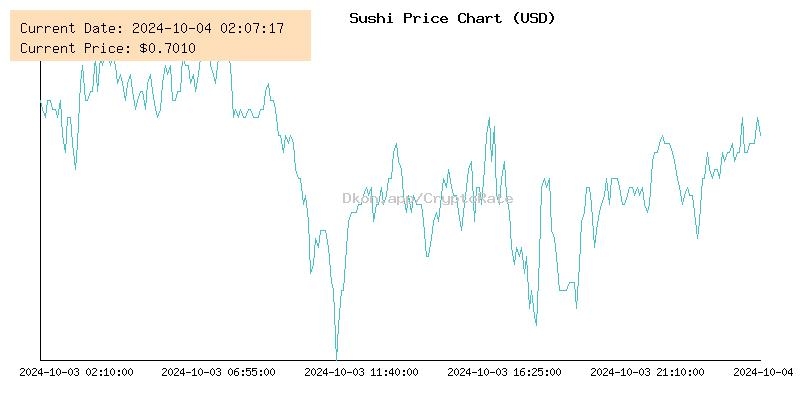 Sushi Price Chart (USD)
Current Date: 2024-10-04 02:07:17
Current Price: $0.7010
Dkon.app/CryptoRate
2024-10-03 02:10:00 2024-10-03 06:55:00 2024-10-03 11:40:00 2024-10-03 16:25:00 2024-10-03 21:10:00 2024-10-04